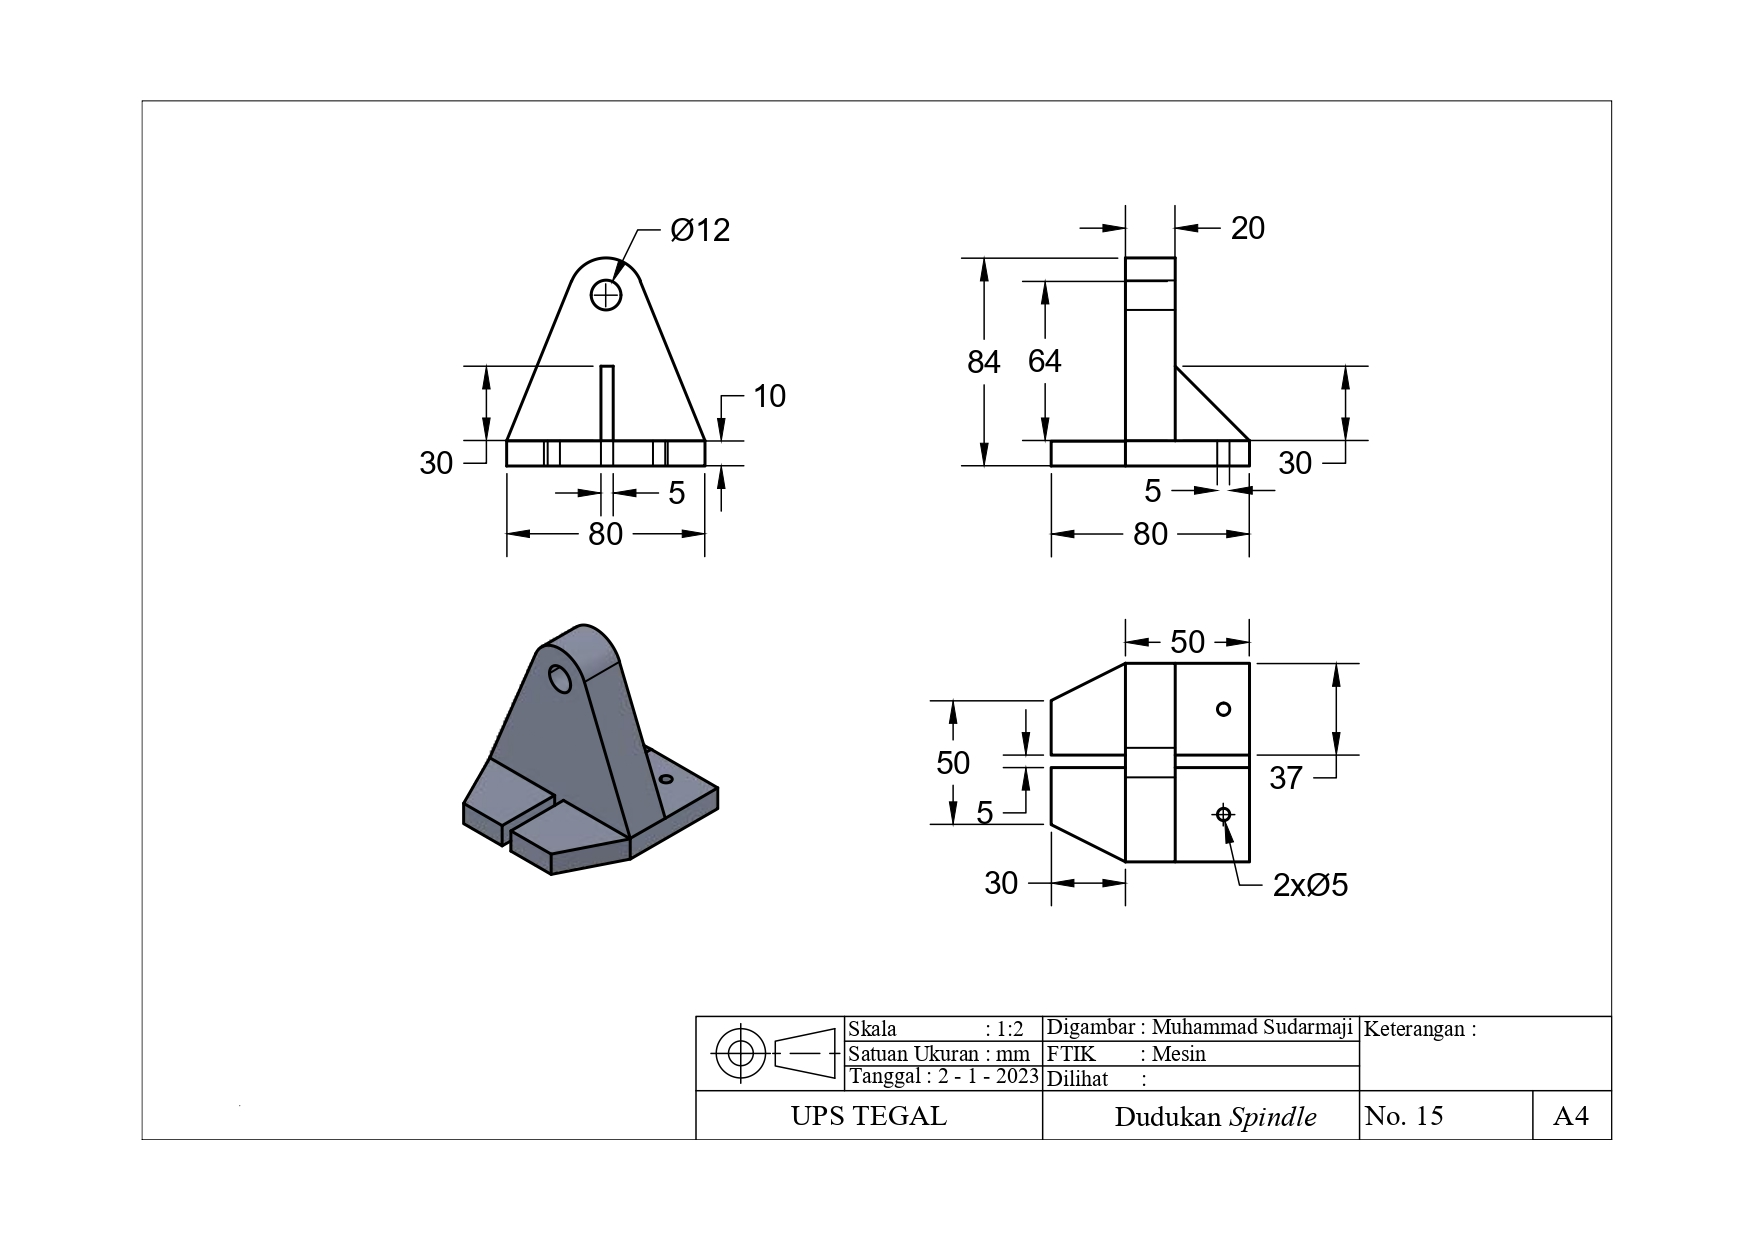 Ø12
20
84
64
10
30
5
80
30
5
80
50
50
37
5
30
2xØ5
Skala : 1:2
Satuan Ukuran : mm
Tanggal : 2 - 1 - 2023
Digambar : Muhammad Sudarmaji
FTIK : Mesin
Dilihat :
Keterangan :
UPS TEGAL
Dudukan Spindle
No. 15
A4